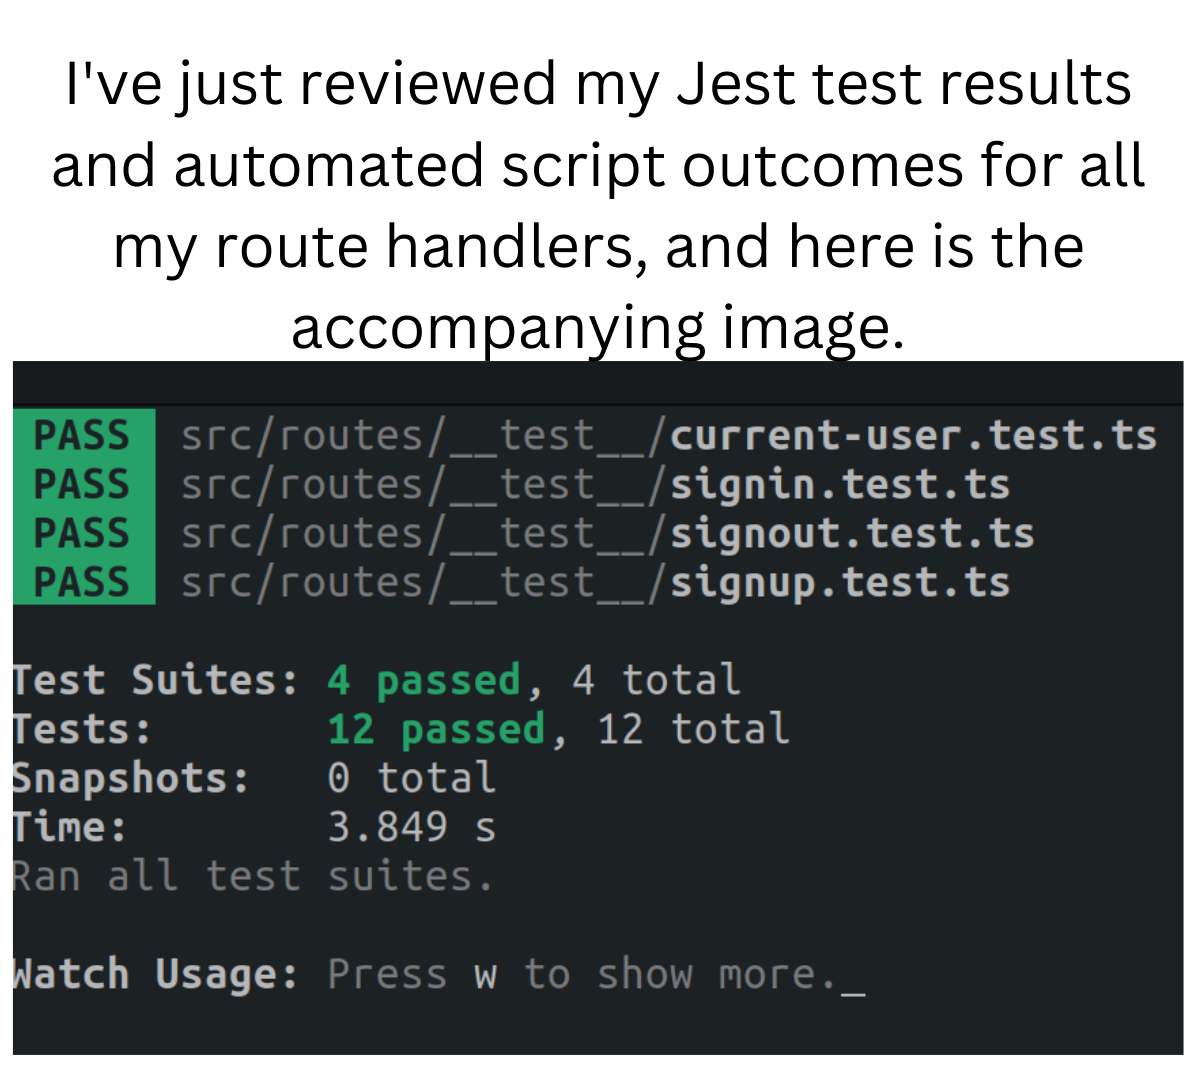 I've just reviewed my Jest test results
and automated script outcomes for all
my route handlers, and here is the
accompanying image.
PASS src/routes/__test__/current-user.test.ts
PASS src/routes/__test__/signin.test.ts
PASS src/routes/__test__/signout.test.ts
PASS src/routes/__test__/signup.test.ts
Test Suites: 4 passed, 4 total
Tests: 12 passed, 12 total
Snapshots: 0 total
Time: 3.849 s
Ran all test suites.
Watch Usage: Press w to show more._